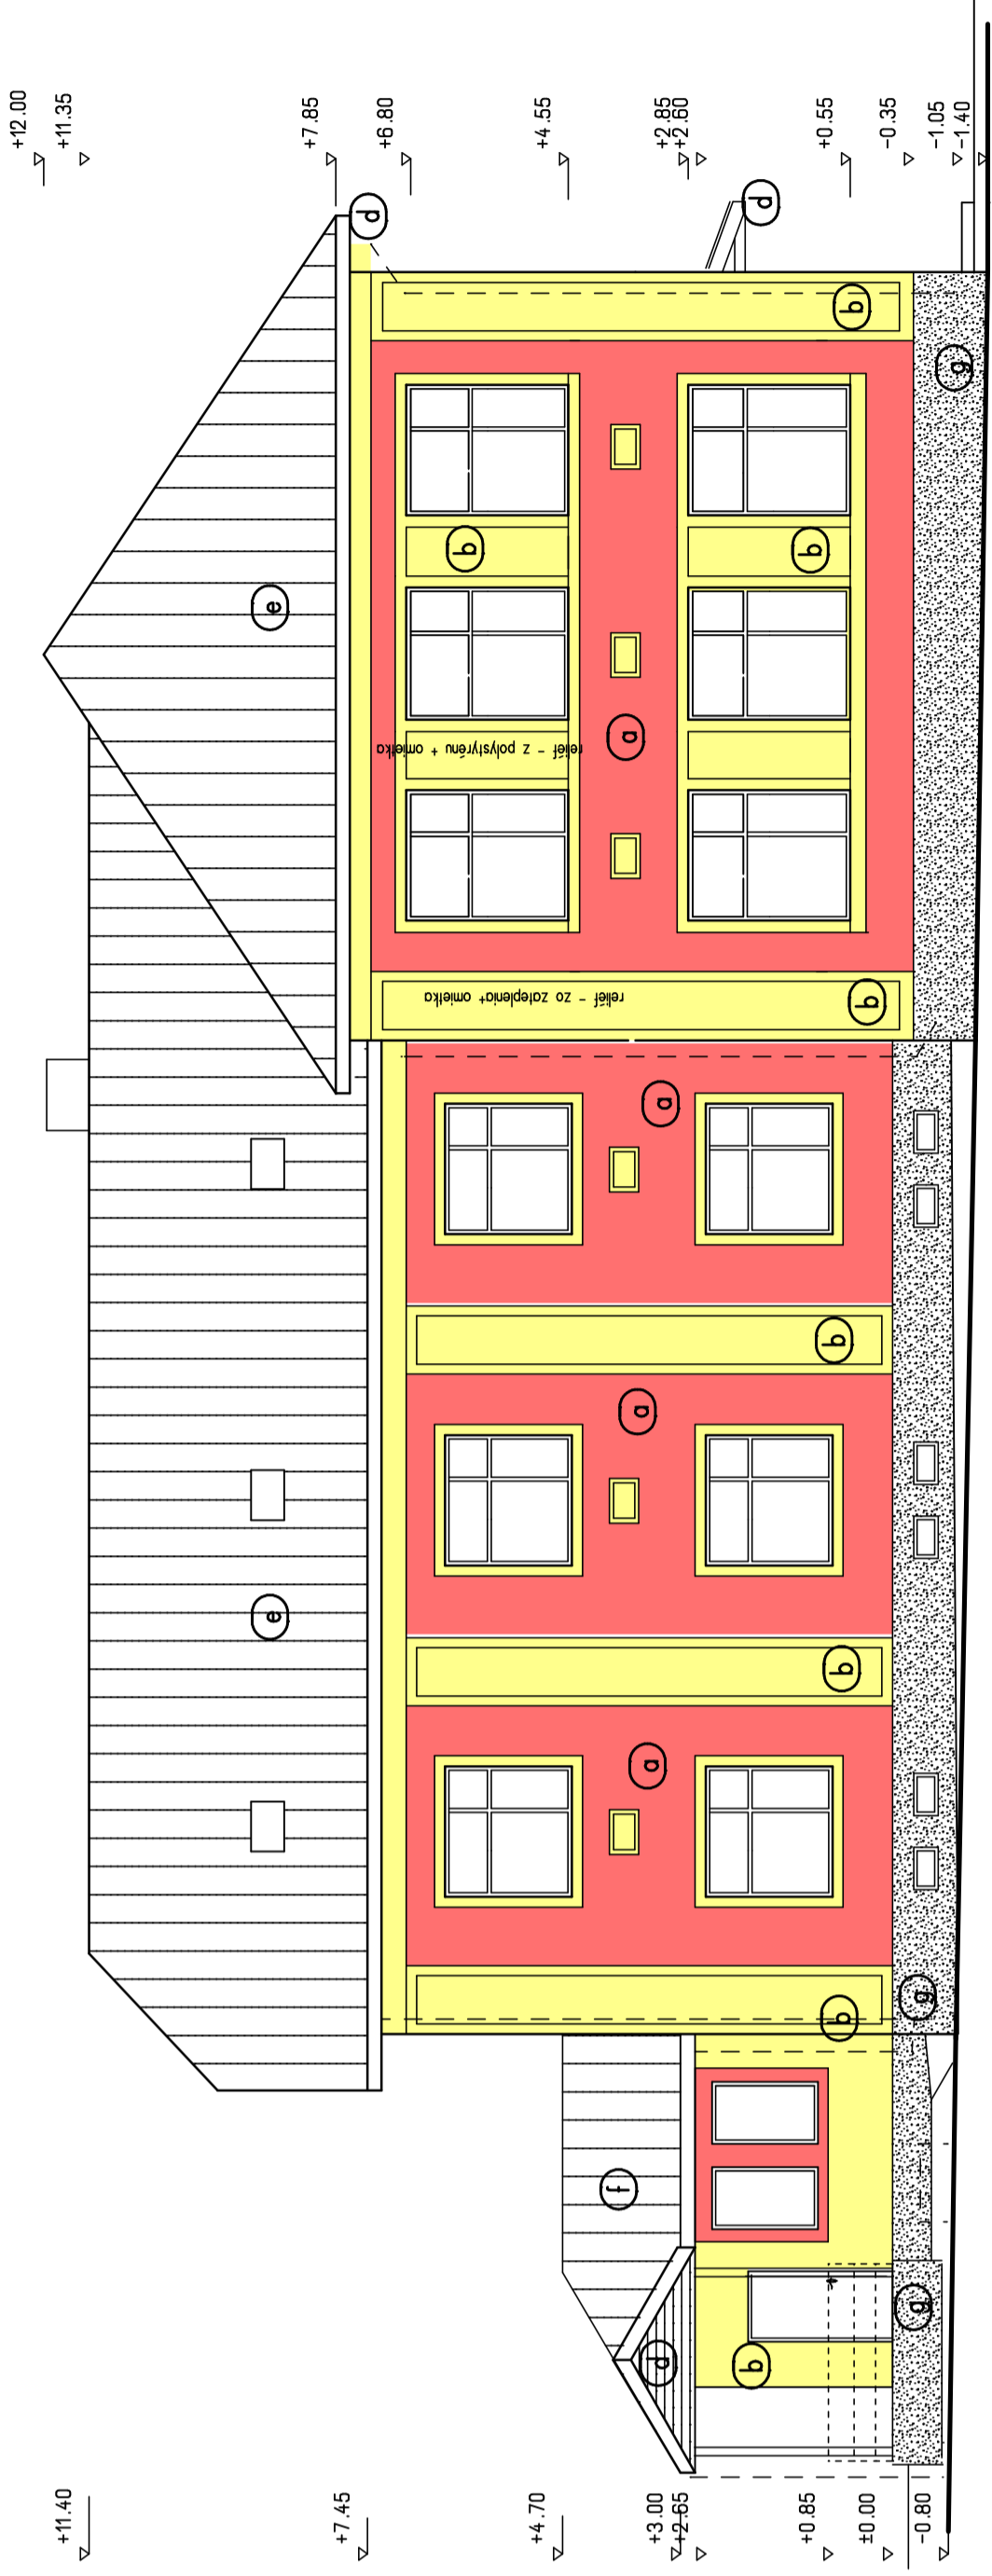 +12.00
+11.35
+7.85
+6.80
+4.55
+2.85
+2.60
+0.55
-0.35
-1.05
-1.40
d
d
b
g
e
b
b
a
reliéf - z polystyrénu + omietka
reliéf - zo zateplenia+ omietka
b
a
b
a
e
b
a
b
g
f
d
b
g
+11.40
+7.45
+4.70
+3.00
+2.65
+0.85
±0.00
-0.80